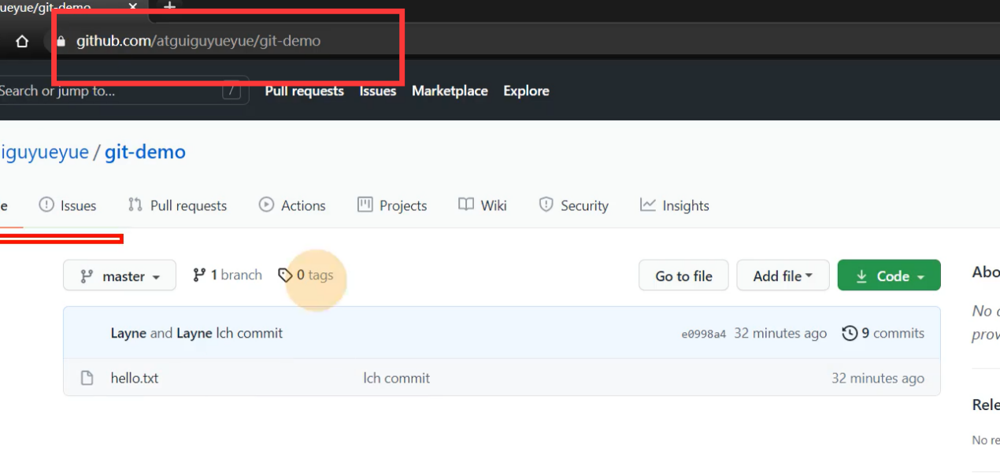 ueyue/git-demo
github.com/atguiguyueyue/git-demo
Search or jump to... /
Pull requests Issues Marketplace Explore
iguyueyue / git-demo
e Issues Pull requests Actions Projects Wiki Security Insights
master 1 branch 0 tags Go to file Add file Code
Abo
Layne and Layne lch commit e0998a4 32 minutes ago 9 commits
No
prov
hello.txt lch commit 32 minutes ago
Rele
No re